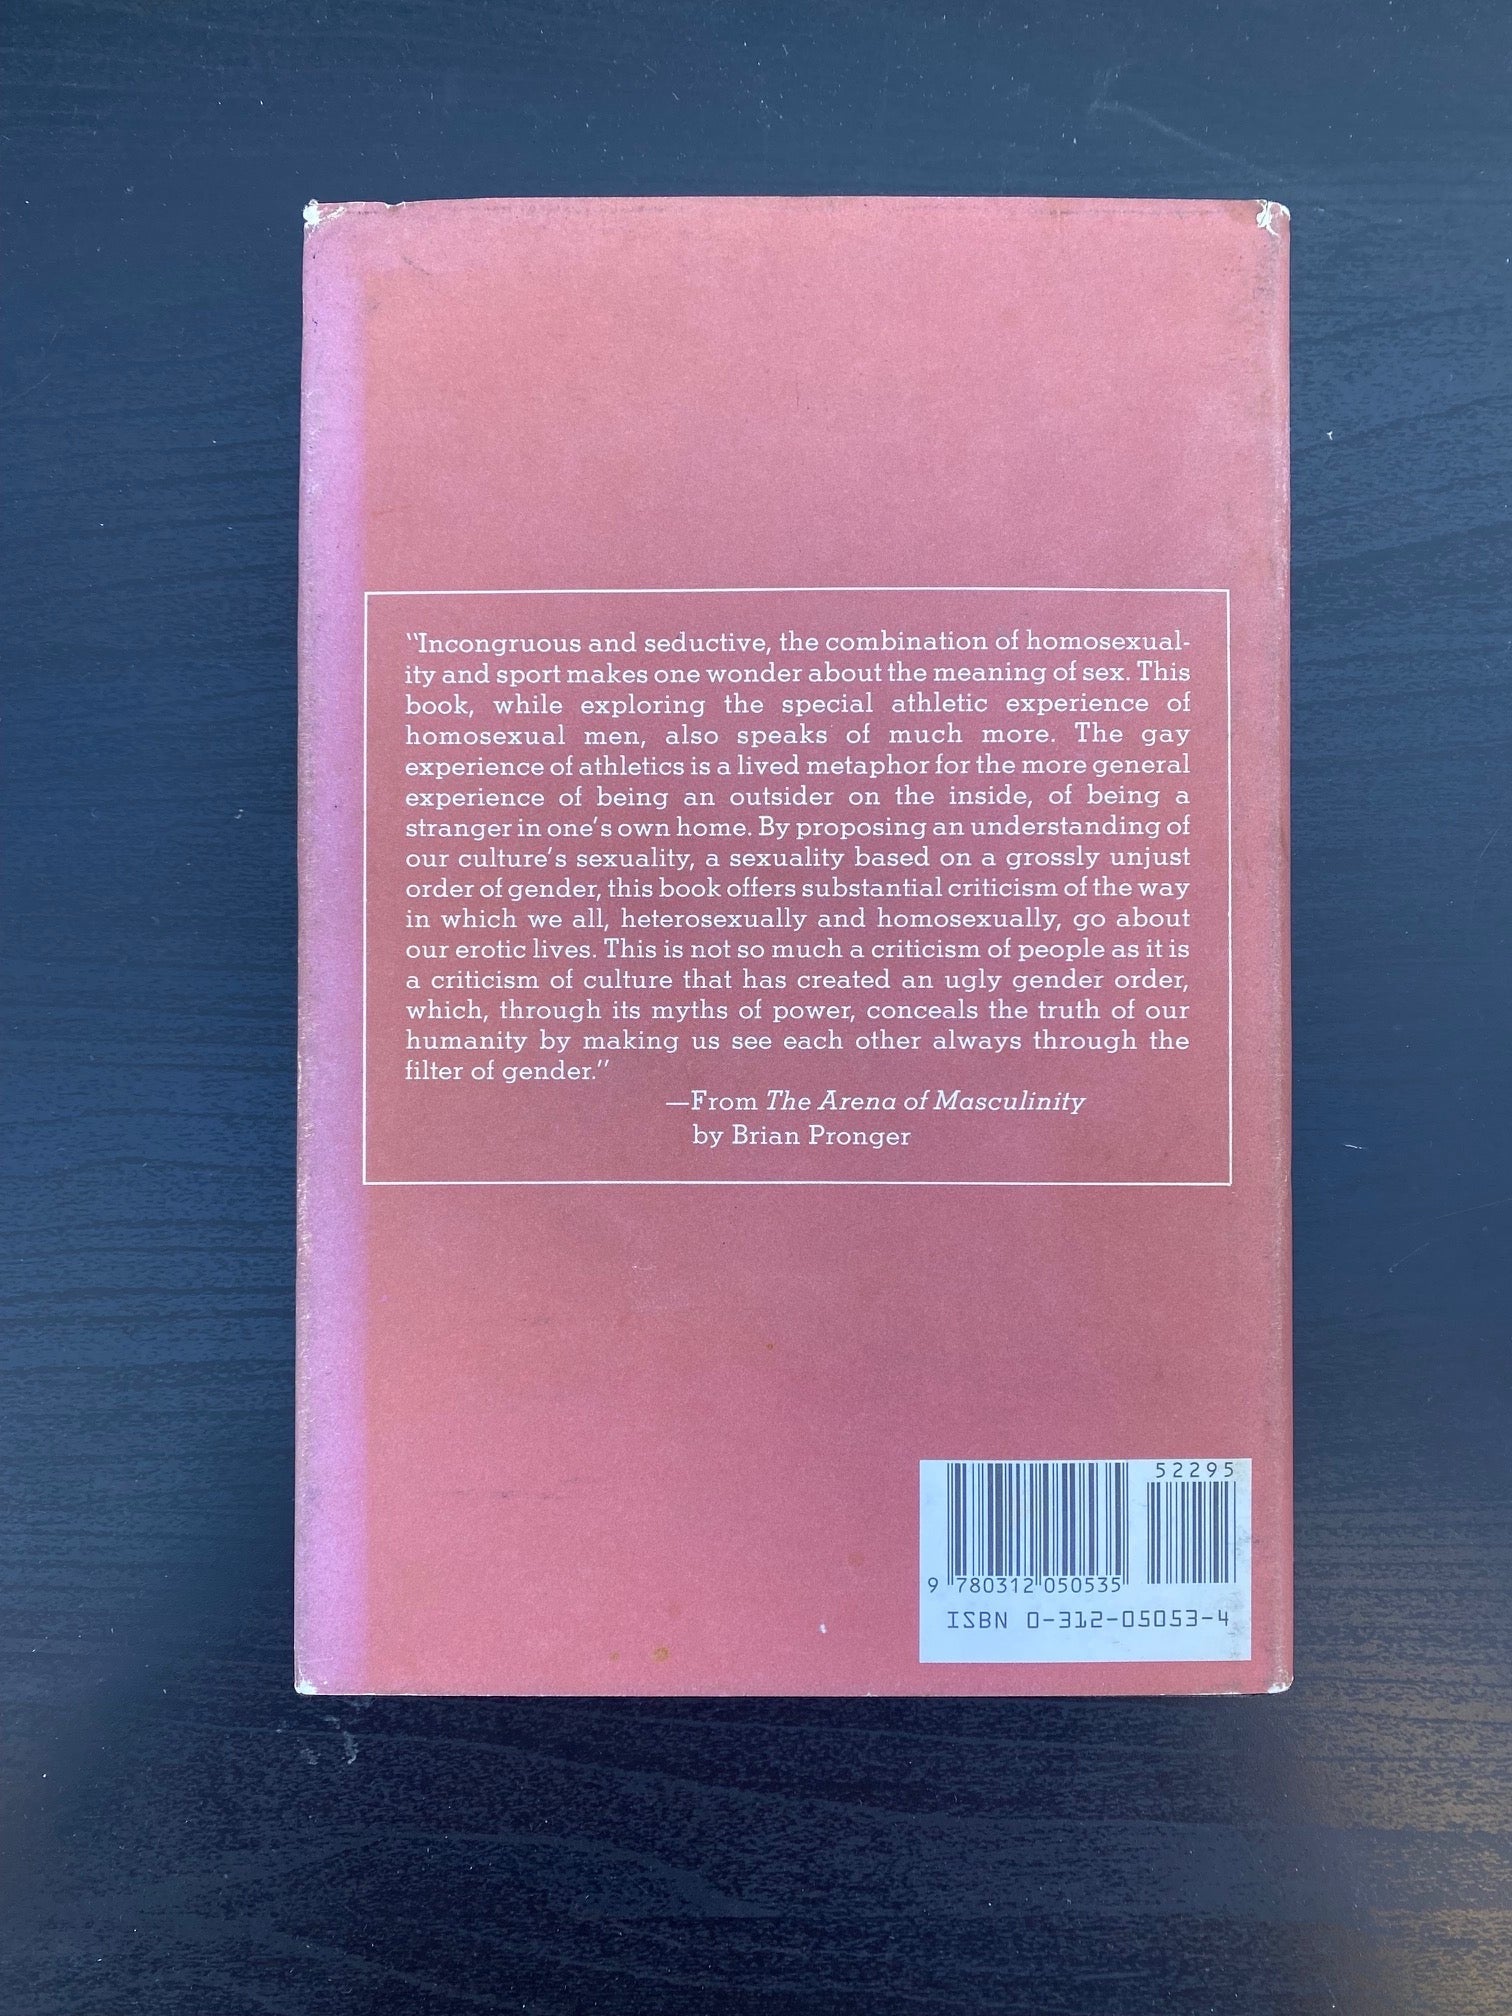 "Incongruous and seductive, the combination of homosexual-
ity and sport makes one wonder about the meaning of sex. This
book, while exploring the special athletic experience of
homosexual men, also speaks of much more. The gay
experience of athletics is a lived metaphor for the more general
experience of being an outsider on the inside, of being a
stranger in one's own home. By proposing an understanding of
our culture's sexuality, a sexuality based on a grossly unjust
order of gender, this book offers substantial criticism of the way
in which we all, heterosexually and homosexually, go about
our erotic lives. This is not so much a criticism of people as it is
a criticism of culture that has created an ugly gender order,
which, through its myths of power, conceals the truth of our
humanity by making us see each other always through the
filter of gender."
—From The Arena of Masculinity
by Brian Pronger
52295
9 780312 050535
ISBN 0-312-05053-4